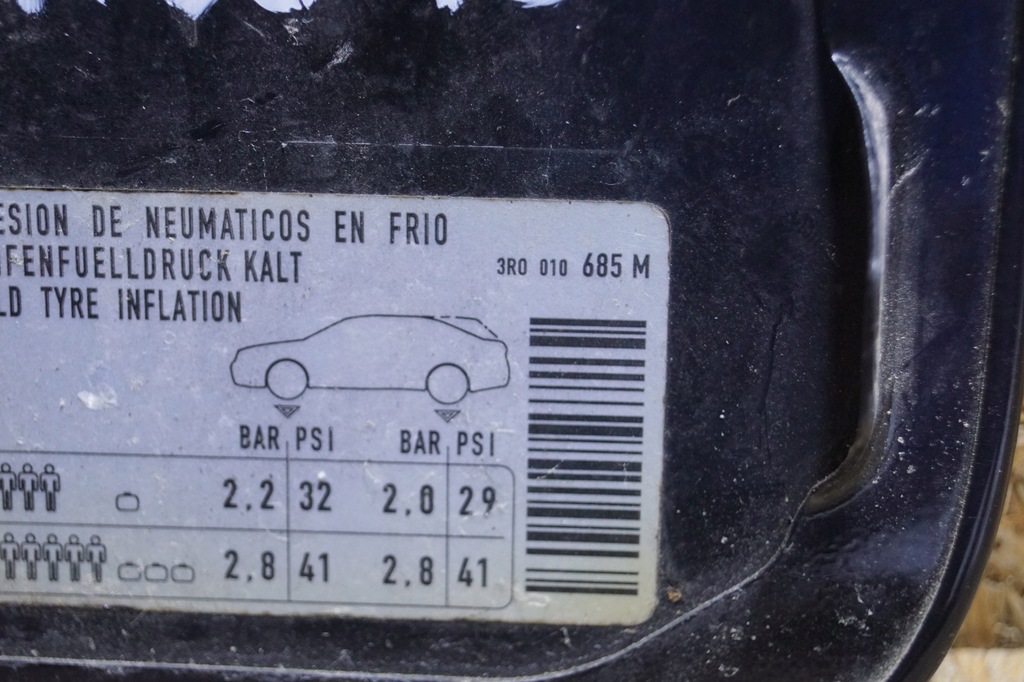 ESION DE NEUMATICOS EN FRIO
IFENFUELLDRUCK KALT
LD TYRE INFLATION
3R0 010 685 M
BAR PSI BAR PSI
2,2 32 2,0 29
2,8 41 2,8 41